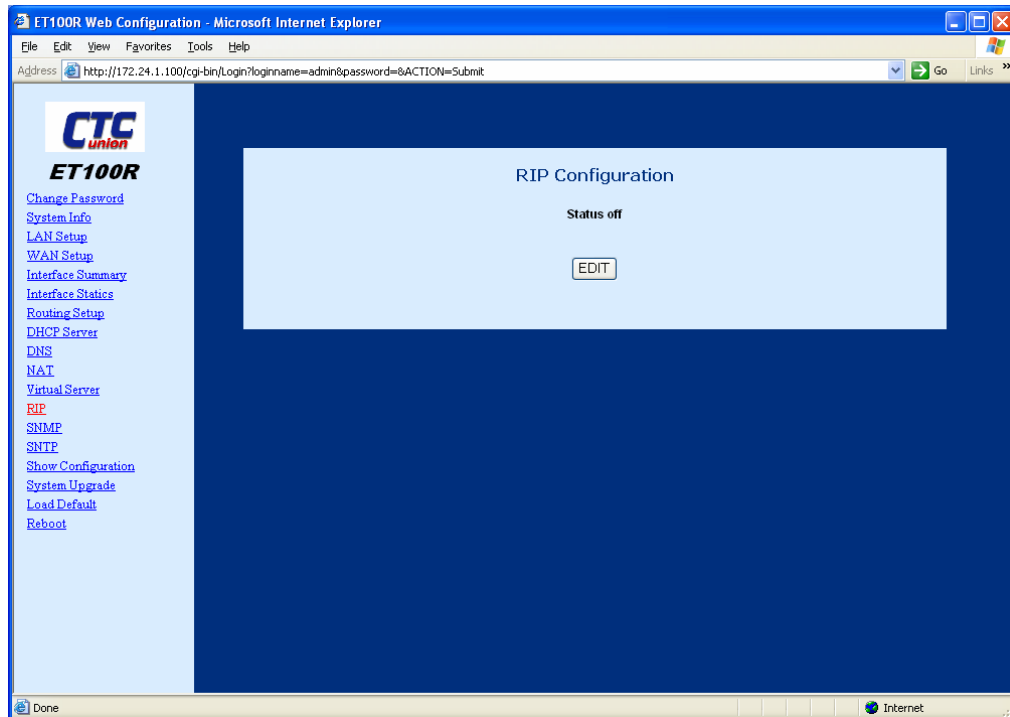 ET100R Web Configuration - Microsoft Internet Explorer
File Edit View Favorites Tools Help
Address http://172.24.1.100/cgi-bin/Login?loginname=admin&password=&ACTION=Submit Go Links »
CTC
union
ET100R
Change Password
System Info
LAN Setup
WAN Setup
Interface Summary
Interface Statics
Routing Setup
DHCP Server
DNS
NAT
Virtual Server
RIP
SNMP
SNTP
Show Configuration
System Upgrade
Load Default
Reboot
RIP Configuration
Status off
EDIT
Done Internet